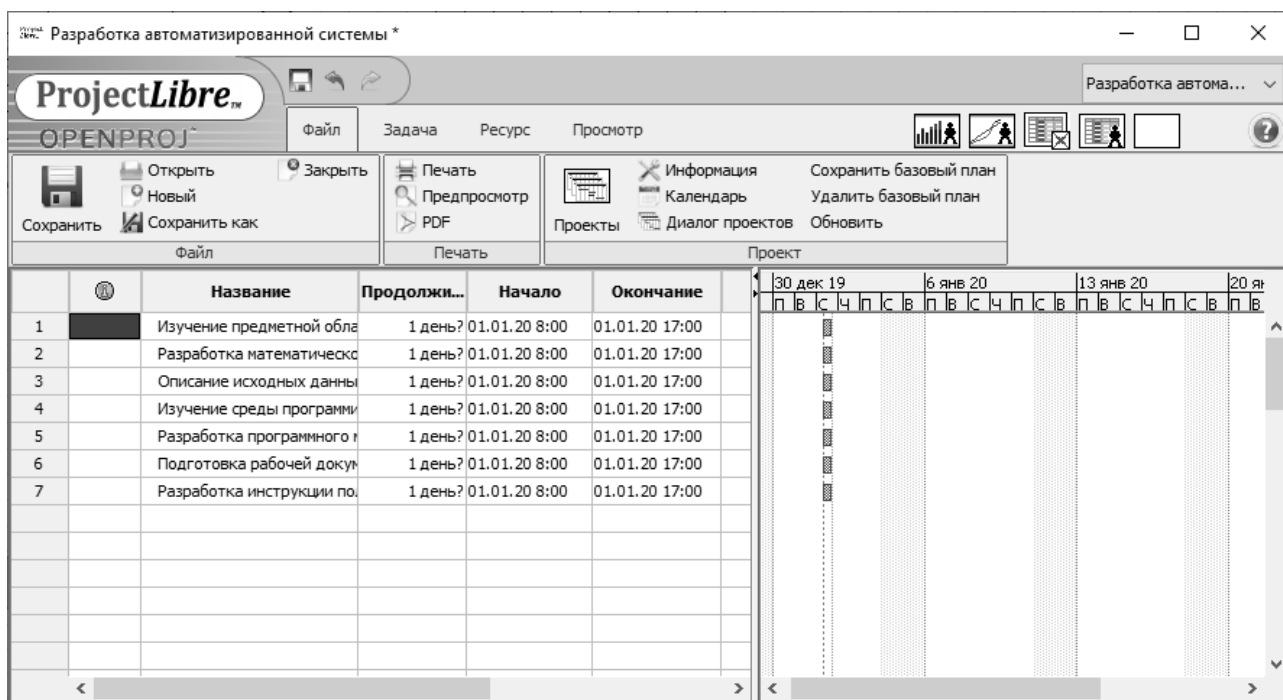 Разработка автоматизированной системы *
ProjectLibre™
Разработка автома...
OPENPROJ
Файл Задача Ресурс Просмотр
Сохранить
Открыть Закрыть
Новый
Сохранить как
Файл
Печать
Предпросмотр
PDF
Печать
Проекты
Информация Сохранить базовый план
Календарь Удалить базовый план
Диалог проектов Обновить
Проект
Название Продолжи... Начало Окончание
30 дек 19 6 янв 20 13 янв 20 20
П В С Ч П С В П В С Ч П С В П В С Ч П С В П В
1 Изучение предметной обла 1 день? 01.01.20 8:00 01.01.20 17:00
2 Разработка математическо 1 день? 01.01.20 8:00 01.01.20 17:00
3 Описание исходных данны 1 день? 01.01.20 8:00 01.01.20 17:00
4 Изучение среды программи 1 день? 01.01.20 8:00 01.01.20 17:00
5 Разработка программного 1 день? 01.01.20 8:00 01.01.20 17:00
6 Подготовка рабочей докум 1 день? 01.01.20 8:00 01.01.20 17:00
7 Разработка инструкции по 1 день? 01.01.20 8:00 01.01.20 17:00